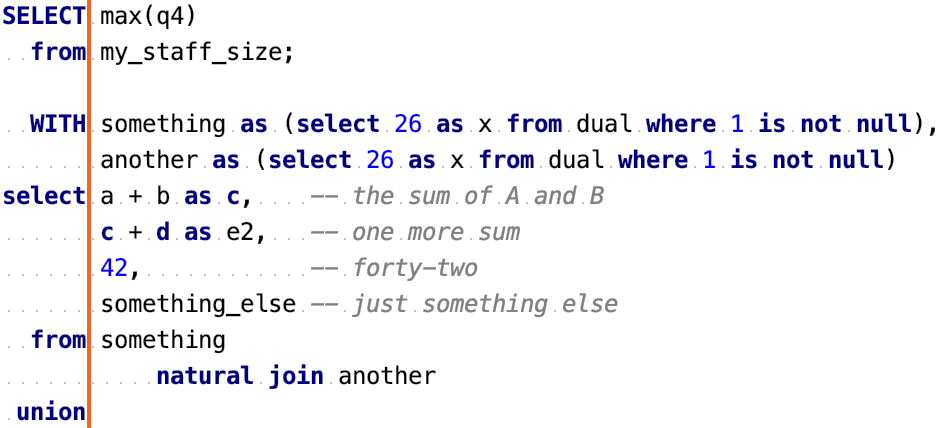 SELECT max(q4)
  from my_staff_size;

  WITH something as (select 26 as x from dual where 1 is not null),
       another as (select 26 as x from dual where 1 is not null)
select a + b as c,    -- the sum of A and B
       c + d as e2,   -- one more sum
       42,            -- forty-two
       something_else -- just something else
  from something
           natural join another
 union